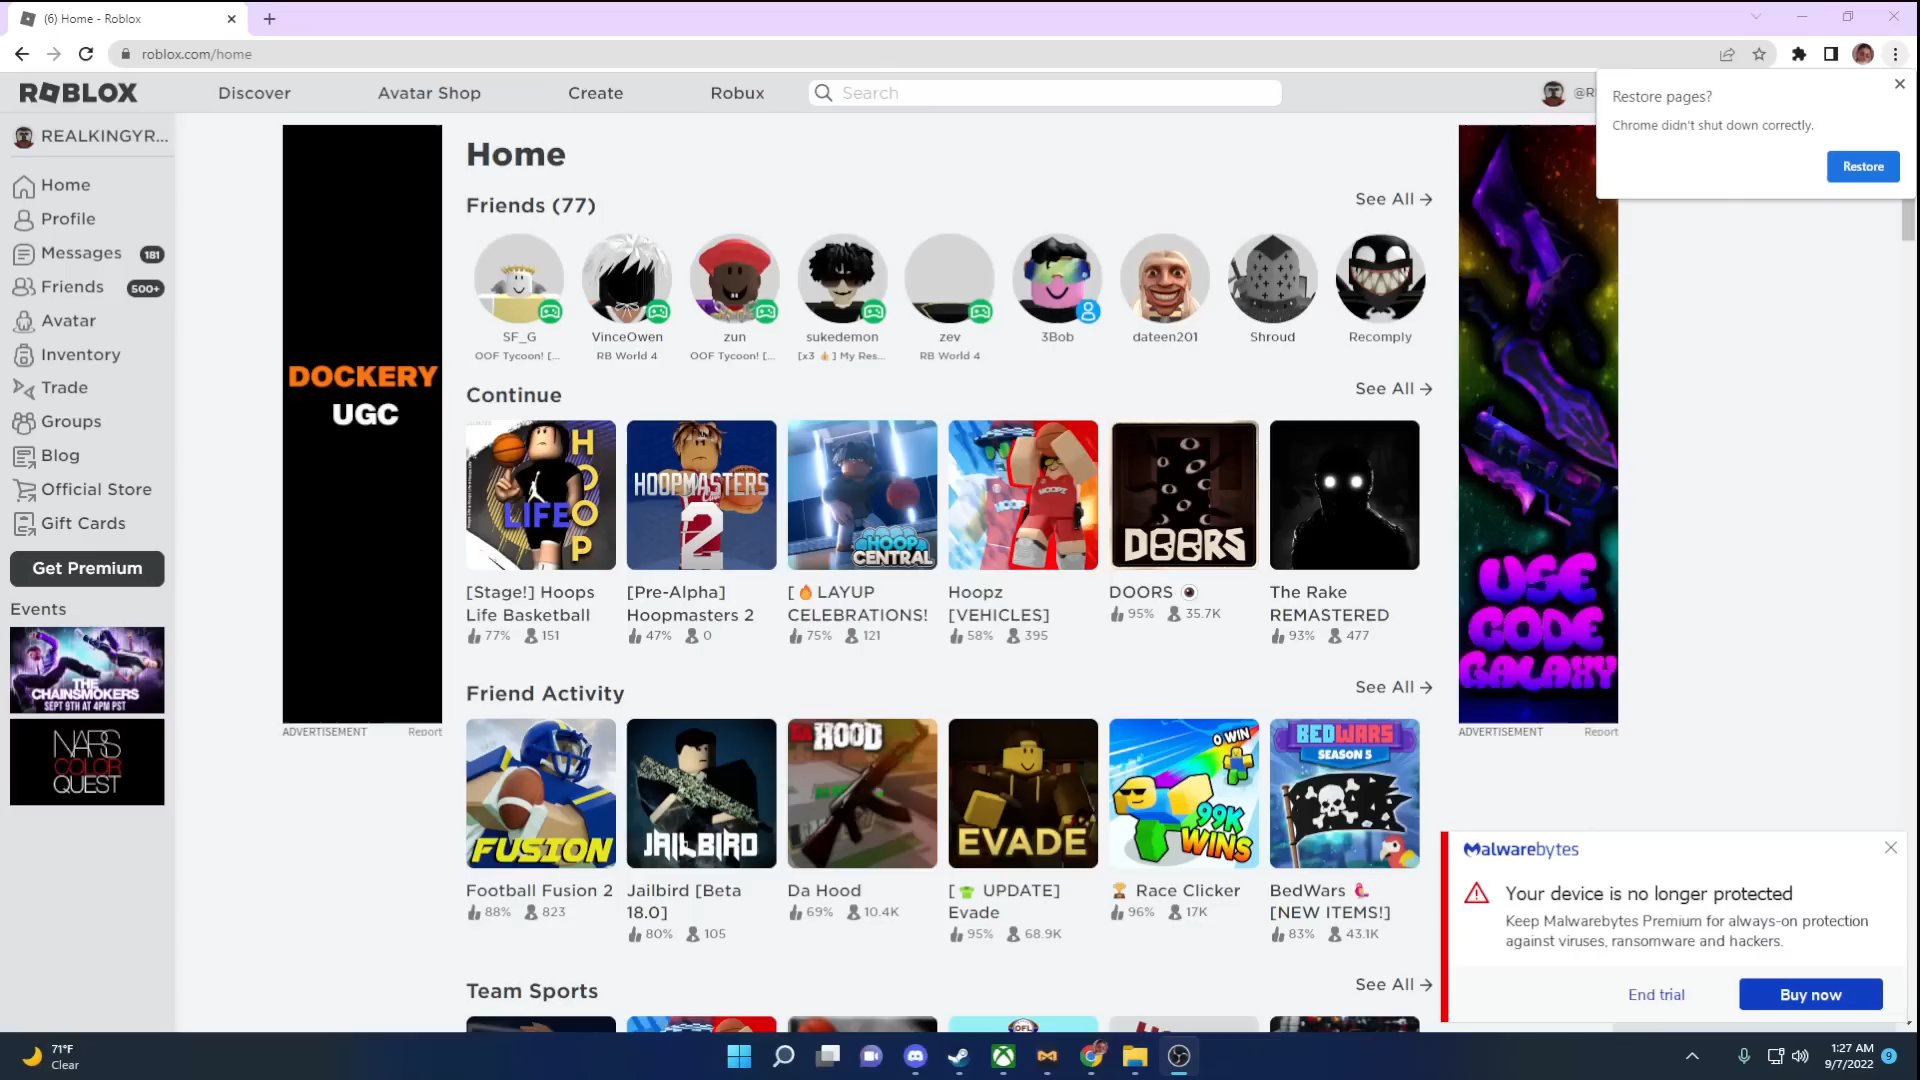 (6) Home - Roblox
roblox.com/home
ROBLOX
Discover
Avatar Shop
Create
Robux
Search
Restore pages?
Chrome didn't shut down correctly.
Restore
REALKINGYR...
Home
Profile
Messages
181
Friends
500+
Avatar
Inventory
Trade
Groups
Blog
Official Store
Gift Cards
Get Premium
Events
THE
CHAINSMOKERS
SEPT 9TH AT 4PM PST
NARS
COLOR
QUEST
DOCKERY
UGC
ADVERTISEMENT
Report
Home
Friends (77)
See All
SF_G
OOF Tycoon! [...
VinceOwen
RB World 4
zun
OOF Tycoon! [...
sukedemon
[x3 👍] My Res...
zev
RB World 4
3Bob
dateen201
Shroud
Recomply
Continue
See All
HOOP
LIFE
HOOPMASTERS
2
HOOP
CENTRAL
HOOPZ
DOORS
[Stage!] Hoops
Life Basketball
77% 151
[Pre-Alpha]
Hoopmasters 2
47% 0
[🔥LAYUP
CELEBRATIONS!
75% 121
Hoopz
[VEHICLES]
58% 395
DOORS 👁
95% 35.7K
The Rake
REMASTERED
93% 477
Friend Activity
See All
FUSION
JAILBIRD
DA HOOD
EVADE
0 WIN
99K
WINS
BEDWARS
SEASON 5
Football Fusion 2
88% 823
Jailbird [Beta
18.0]
80% 105
Da Hood
69% 10.4K
[👕 UPDATE]
Evade
95% 68.9K
🏆 Race Clicker
96% 17K
BedWars 🦜
[NEW ITEMS!]
83% 43.1K
Team Sports
See All
USE
CODE
GALAXY
ADVERTISEMENT
Report
Malwarebytes
Your device is no longer protected
Keep Malwarebytes Premium for always-on protection
against viruses, ransomware and hackers.
End trial
Buy now
71°F
Clear
1:27 AM
9/7/2022
9